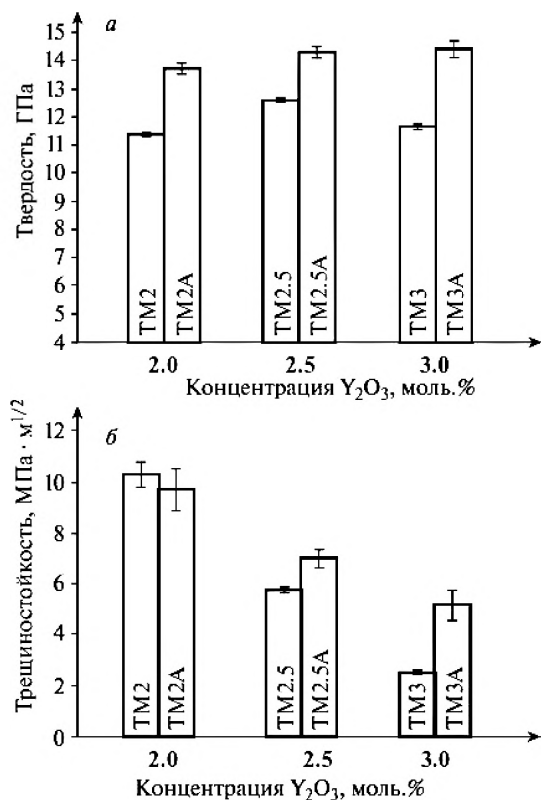 а
Твердость, ГПа
15
14
13
12
11
10
9
8
7
6
5
4
ТМ2
ТМ2А
ТМ2.5
ТМ2.5А
ТМ3
ТМ3А
2.0
2.5
3.0
Концентрация Y₂O₃, моль.%
б
Трещиностойкость, МПа · м^1/2
12
10
8
6
4
2
0
ТМ2
ТМ2А
ТМ2.5
ТМ2.5А
ТМ3
ТМ3А
2.0
2.5
3.0
Концентрация Y₂O₃, моль.%